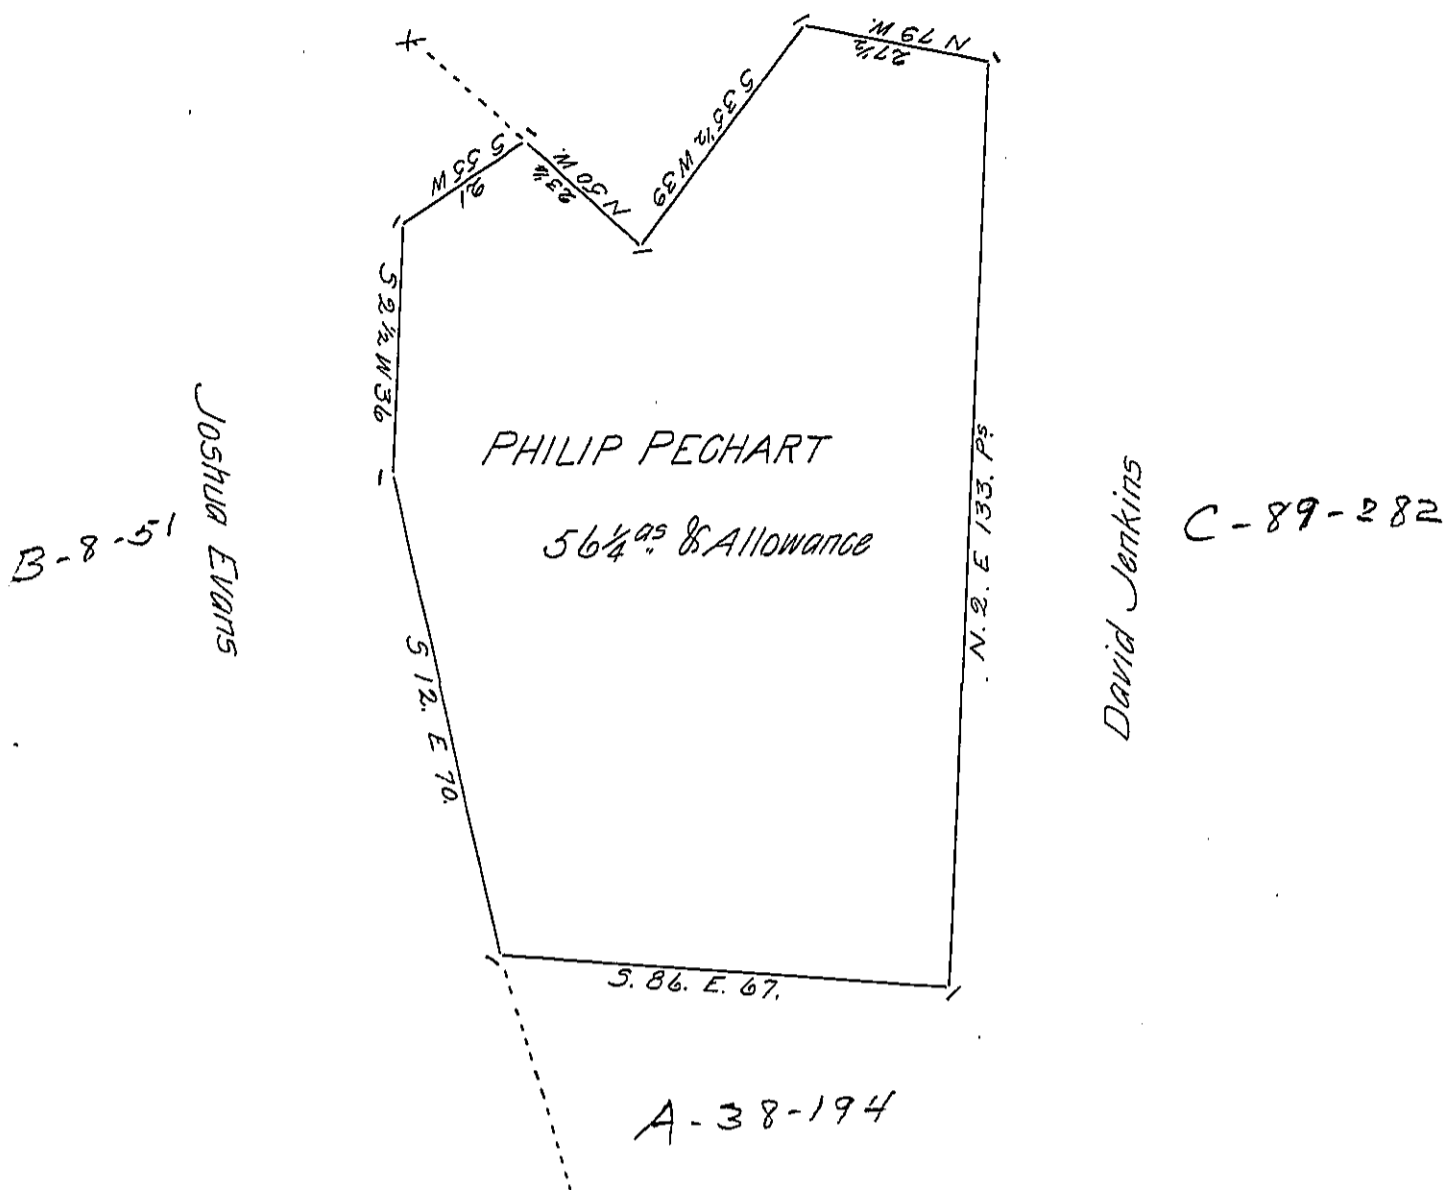 N 79 W.
27½
S 35½ W 39
N 50 W.
23¼
S 55 W
21
S 2½ W 36
S 12. E 70.
S. 86. E. 67.
N. 2. E 133. Ps
PHILIP PECHART
56¼ as & Allowance
Joshua Evans
B-8-51
David Jenkins
C-89-282
A-38-194